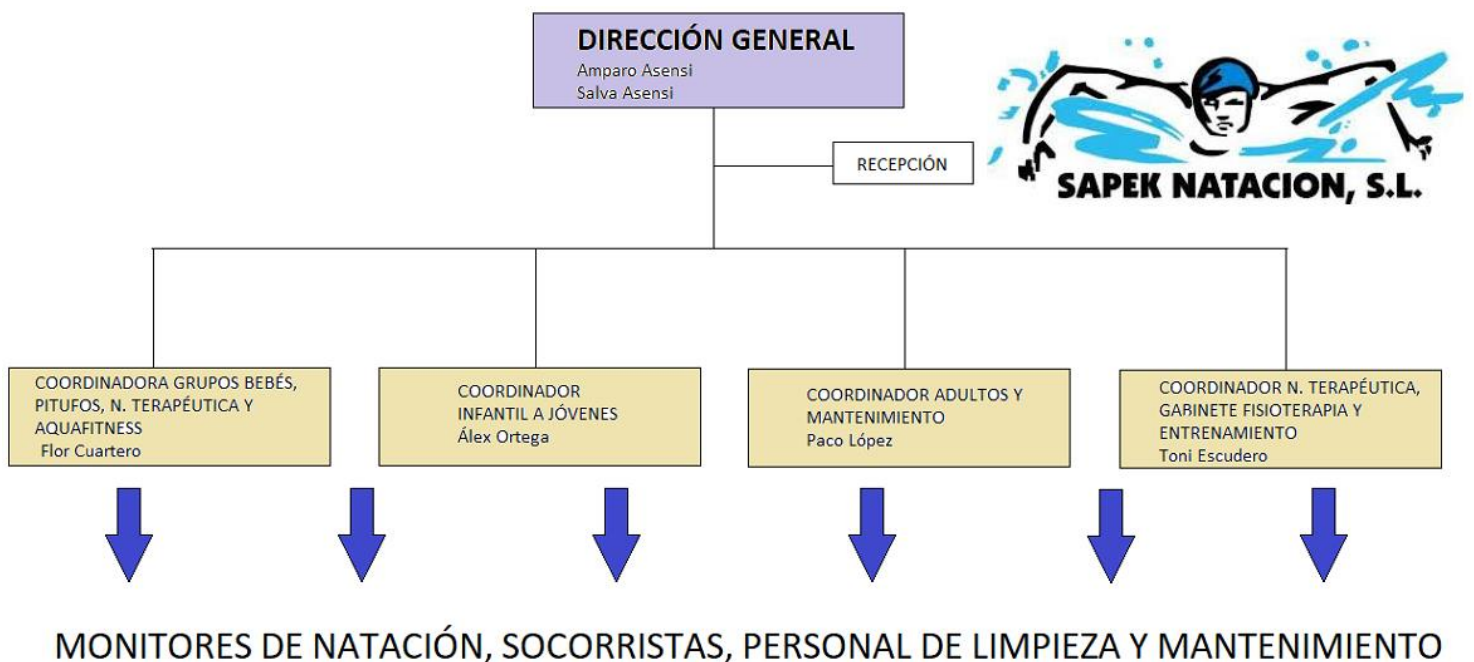 DIRECCIÓN GENERAL
Amparo Asensi
Salva Asensi
RECEPCIÓN
SAPEK NATACION, S.L.
COORDINADORA GRUPOS BEBÉS,
PITUFOS, N. TERAPÉUTICA Y
AQUAFITNESS
Flor Cuartero
COORDINADOR
INFANTIL A JÓVENES
Álex Ortega
COORDINADOR ADULTOS Y
MANTENIMIENTO
Paco López
COORDINADOR N. TERAPÉUTICA,
GABINETE FISIOTERAPIA Y
ENTRENAMIENTO
Toni Escudero
MONITORES DE NATACIÓN, SOCORRISTAS, PERSONAL DE LIMPIEZA Y MANTENIMIENTO